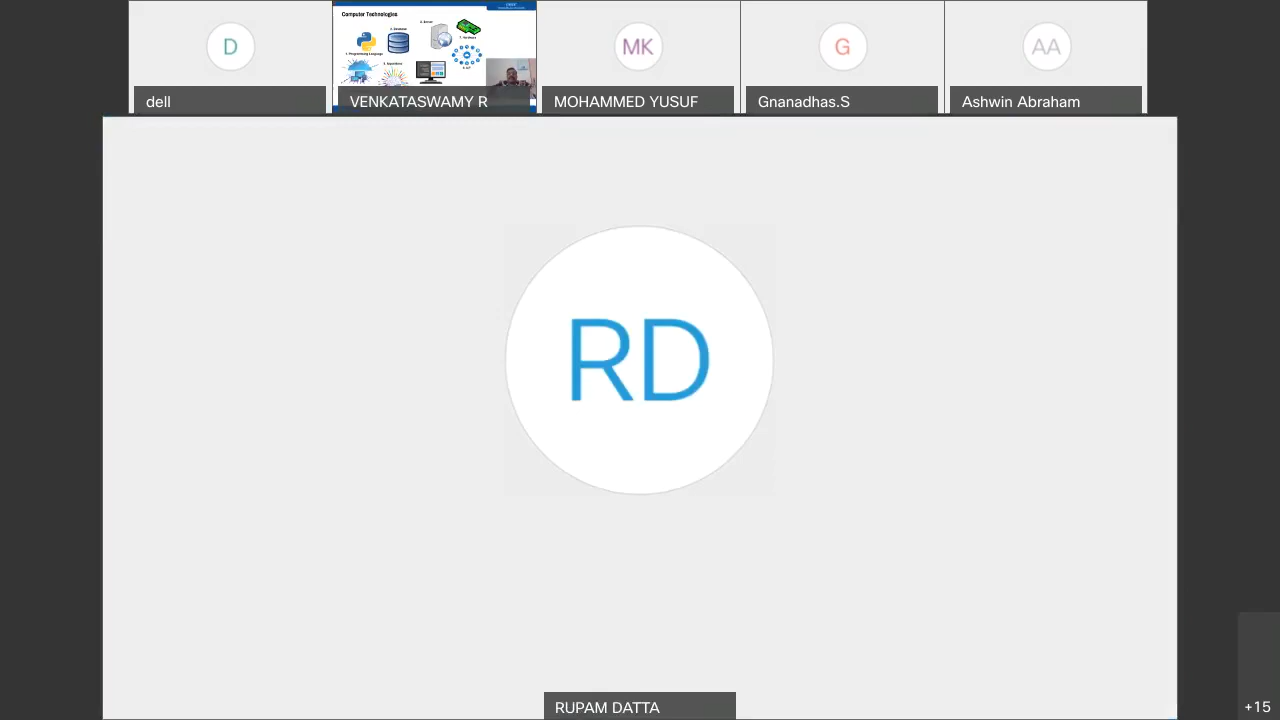 D
dell
Computer Technologies
VENKATASWAMY R
MK
MOHAMMED YUSUF
G
Gnanadhas.S
AA
Ashwin Abraham
RD
RUPAM DATTA
+15